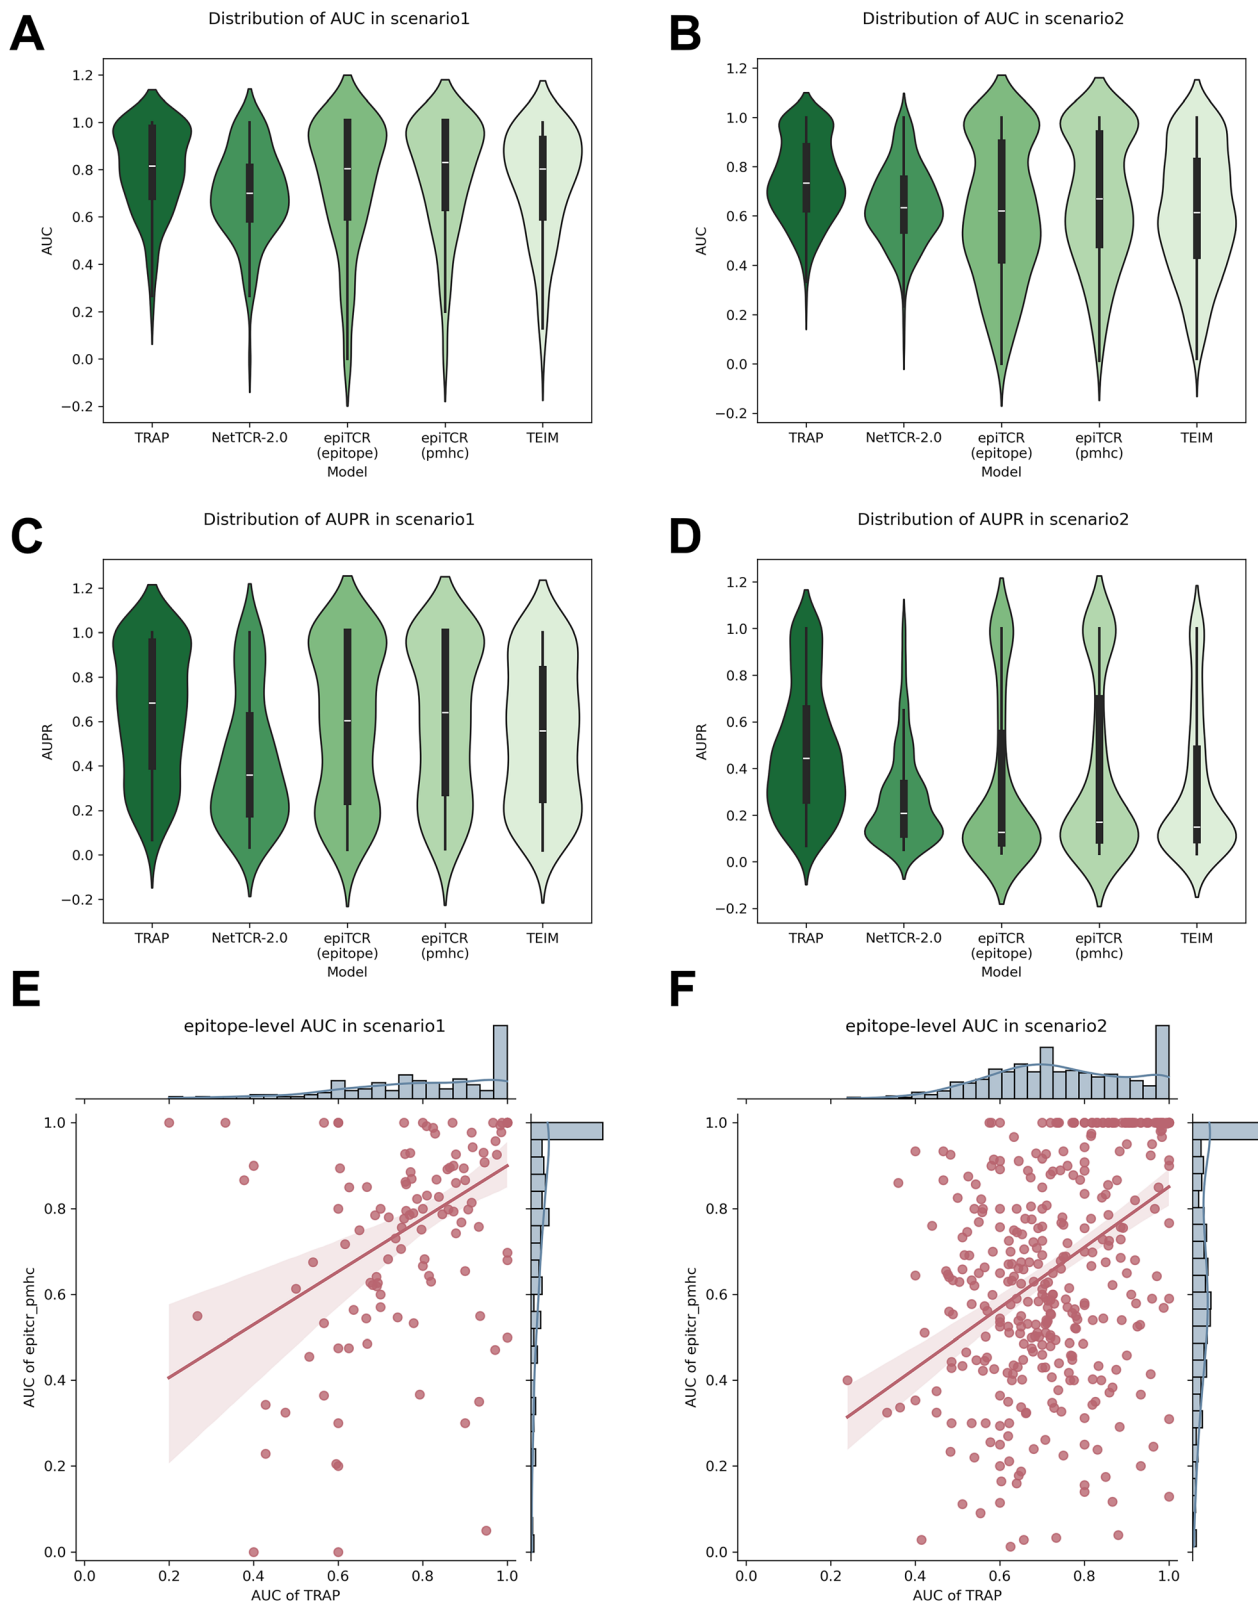 A
Distribution of AUC in scenario1
1.2
1.0
0.8
0.6
0.4
0.2
0.0
−0.2
AUC
TRAP
NetTCR-2.0
epiTCR
(epitope)
epiTCR
(pmhc)
TEIM
Model
B
Distribution of AUC in scenario2
1.2
1.0
0.8
0.6
0.4
0.2
0.0
−0.2
AUC
TRAP
NetTCR-2.0
epiTCR
(epitope)
epiTCR
(pmhc)
TEIM
Model
C
Distribution of AUPR in scenario1
1.2
1.0
0.8
0.6
0.4
0.2
0.0
−0.2
AUPR
TRAP
NetTCR-2.0
epiTCR
(epitope)
epiTCR
(pmhc)
TEIM
Model
D
Distribution of AUPR in scenario2
1.2
1.0
0.8
0.6
0.4
0.2
0.0
−0.2
AUPR
TRAP
NetTCR-2.0
epiTCR
(epitope)
epiTCR
(pmhc)
TEIM
Model
E
epitope-level AUC in scenario1
1.0
0.8
0.6
0.4
0.2
0.0
AUC of epitcr_pmhc
0.0 0.2 0.4 0.6 0.8 1.0
AUC of TRAP
F
epitope-level AUC in scenario2
1.0
0.8
0.6
0.4
0.2
0.0
AUC of epitcr_pmhc
0.0 0.2 0.4 0.6 0.8 1.0
AUC of TRAP